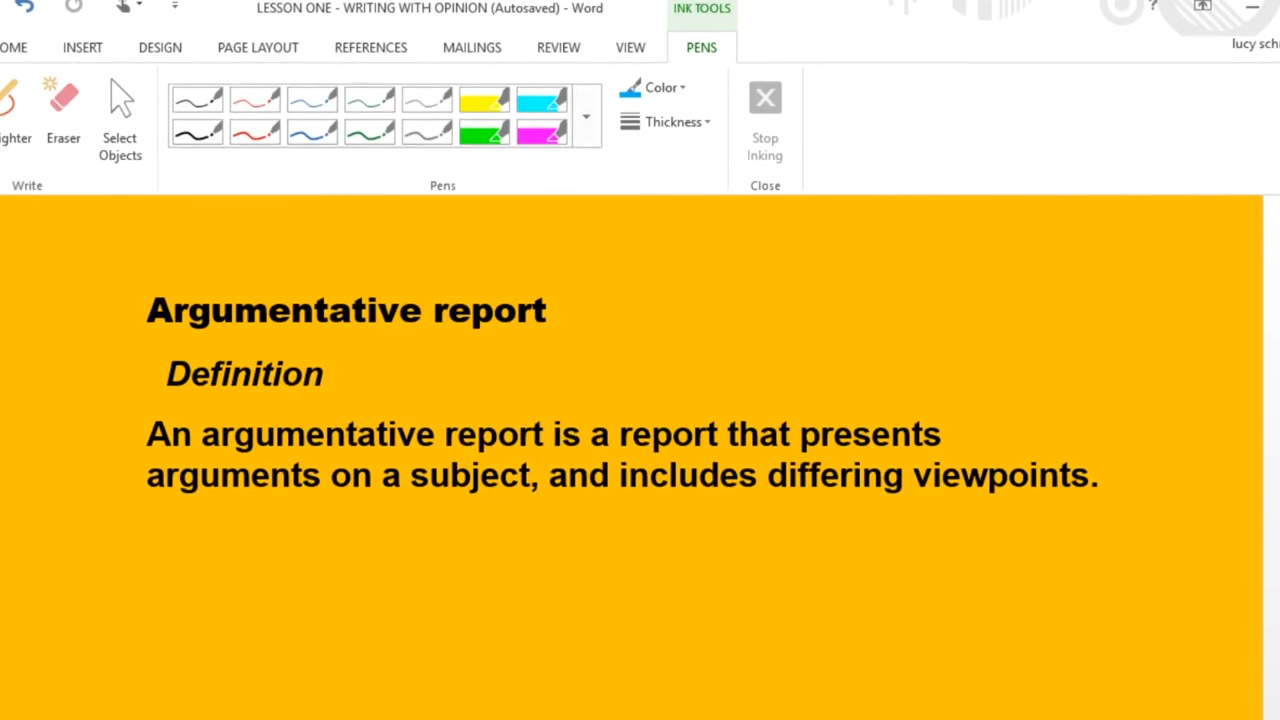 LESSON ONE - WRITING WITH OPINION (Autosaved) - Word
INK TOOLS
?
OME INSERT DESIGN PAGE LAYOUT REFERENCES MAILINGS REVIEW VIEW PENS
lucy sch
ighter
Eraser
Select
Objects
Color
Thickness
Stop
Inking
Write
Pens
Close
Argumentative report
Definition
An argumentative report is a report that presents
arguments on a subject, and includes differing viewpoints.